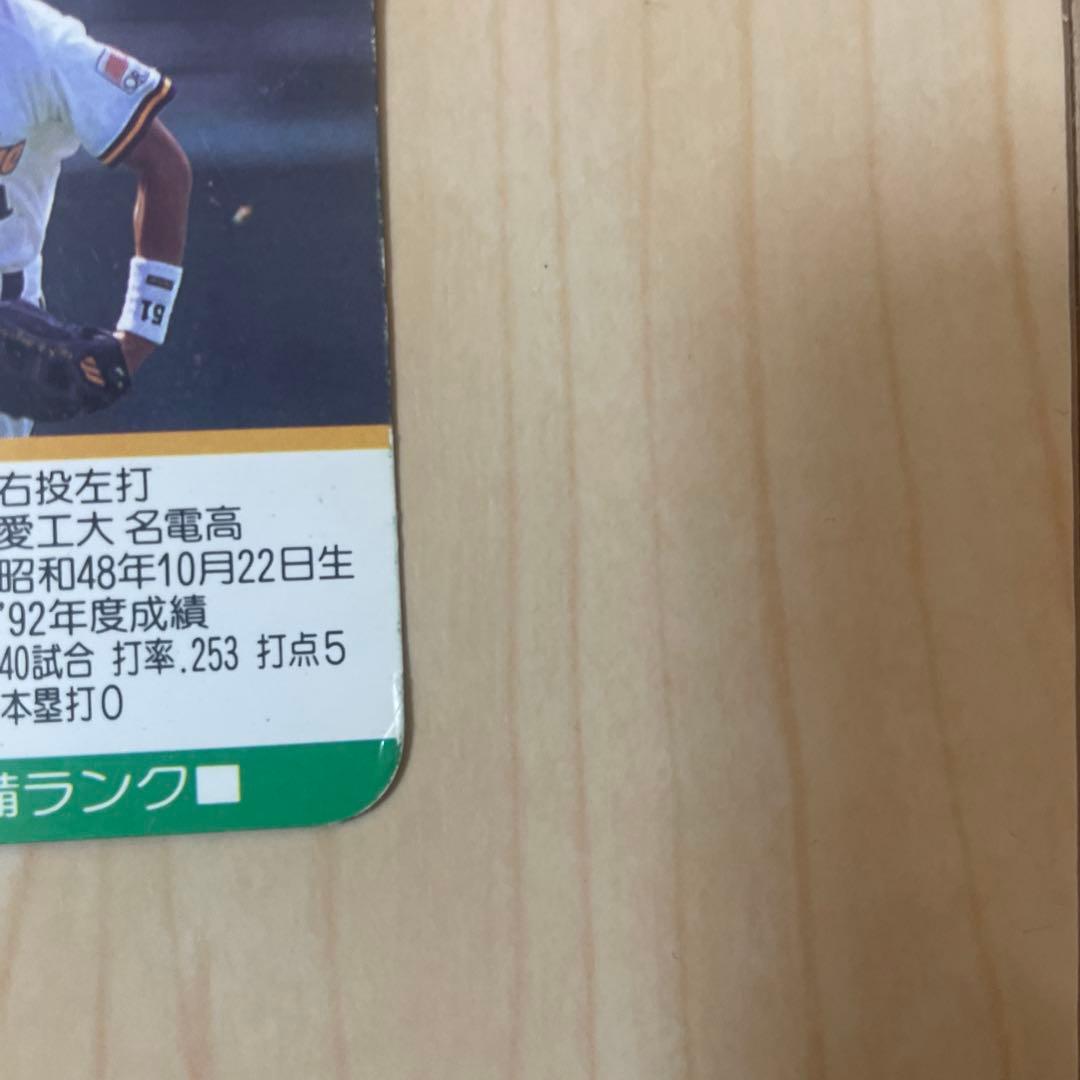 51
右投左打
愛工大 名電高
昭和48年10月22日生
'92年度成績
40試合 打率.253 打点5
本塁打0
備ランク■